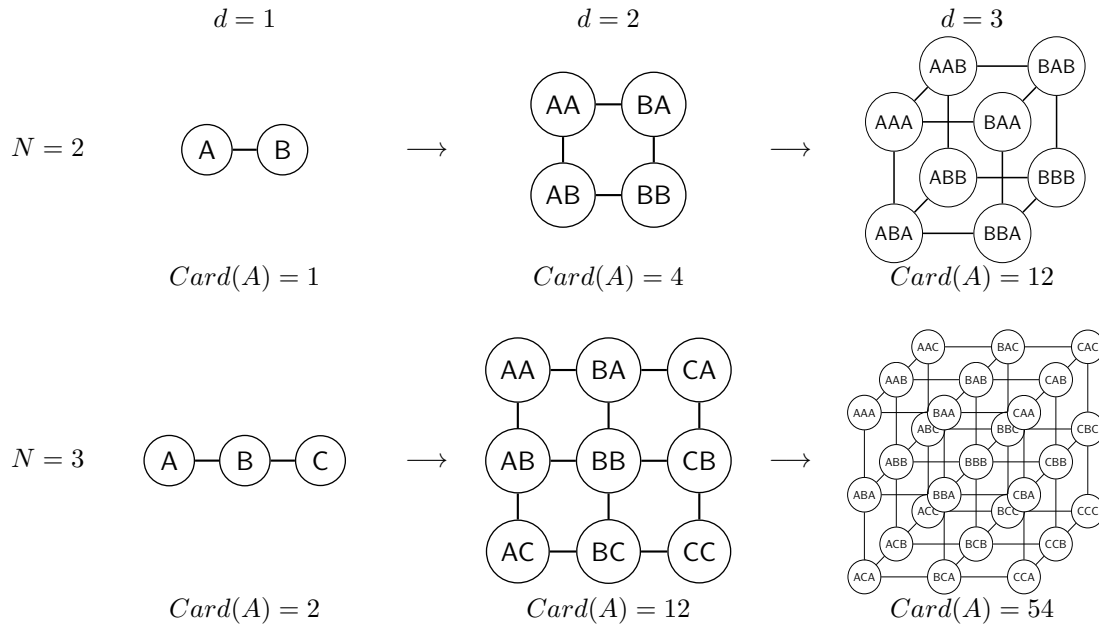 d = 1 d = 2 d = 3
AAB BAB
AA BA
AAA BAA
N = 2 A B ⟶ ⟶
ABB BBB
AB BB
ABA BBA
Card(A) = 1 Card(A) = 4 Card(A) = 12
AAC BAC CAC
AA BA CA
AAB BAB CAB
AAA BAA CAA
ABC BBC CBC
N = 3 A B C ⟶ AB BB CB ⟶ ABB BBB CBB
ABA BBA CBA
ACC BCC CCC
ACB BCB CCB
AC BC CC
ACA BCA CCA
Card(A) = 2 Card(A) = 12 Card(A) = 54